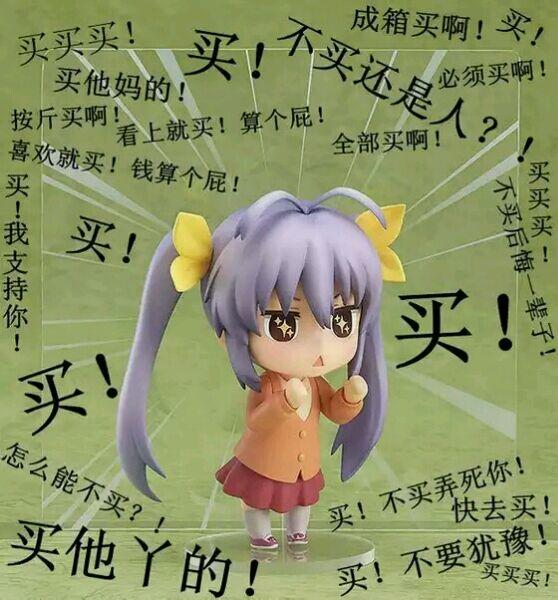 成箱买啊！
买！
买买买！
买！
不买还是人？！
买他妈的！
必须买啊！
按斤买啊！
看上就买！算个屁！
全部买啊！
喜欢就买！钱算个屁！
买！我支持你！
买！
买买买！
不买后悔一辈子！
买！
买！
怎么能不买？！
买！不买弄死你！
快去买！
买他丫的！
买！不要犹豫！
买买买！